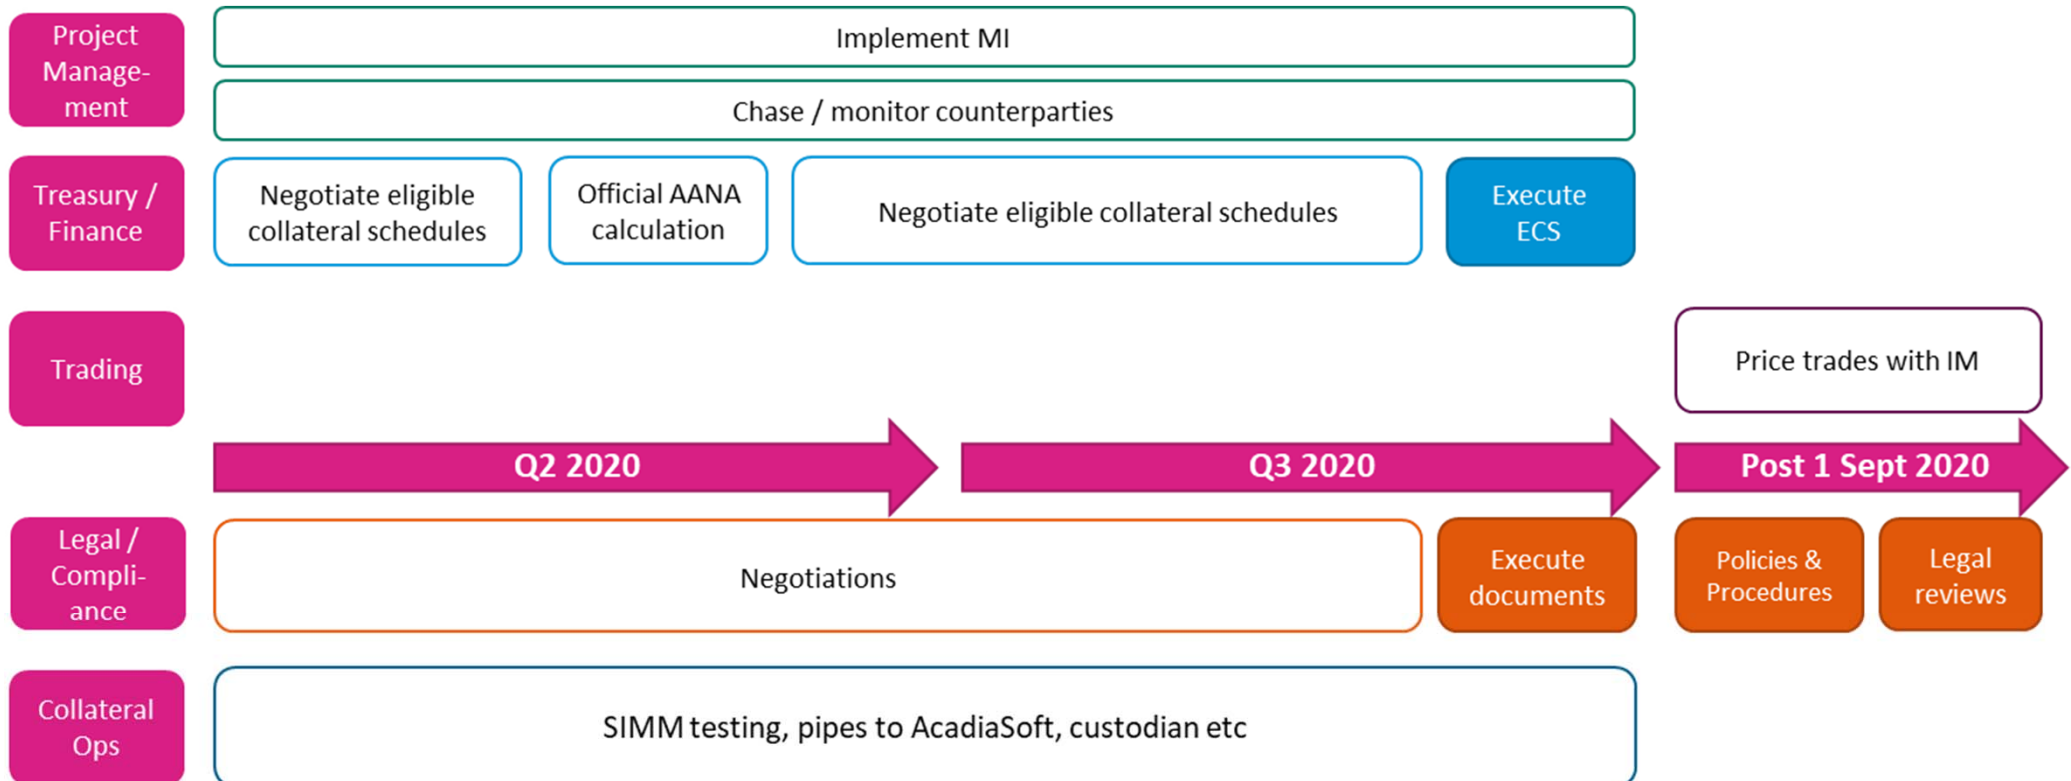 Project
Manage-
ment
Implement MI
Chase / monitor counterparties
Treasury /
Finance
Negotiate eligible
collateral schedules
Official AANA
calculation
Negotiate eligible collateral schedules
Execute
ECS
Trading
Price trades with IM
Q2 2020
Q3 2020
Post 1 Sept 2020
Legal /
Compli-
ance
Negotiations
Execute
documents
Policies &
Procedures
Legal
reviews
Collateral
Ops
SIMM testing, pipes to AcadiaSoft, custodian etc